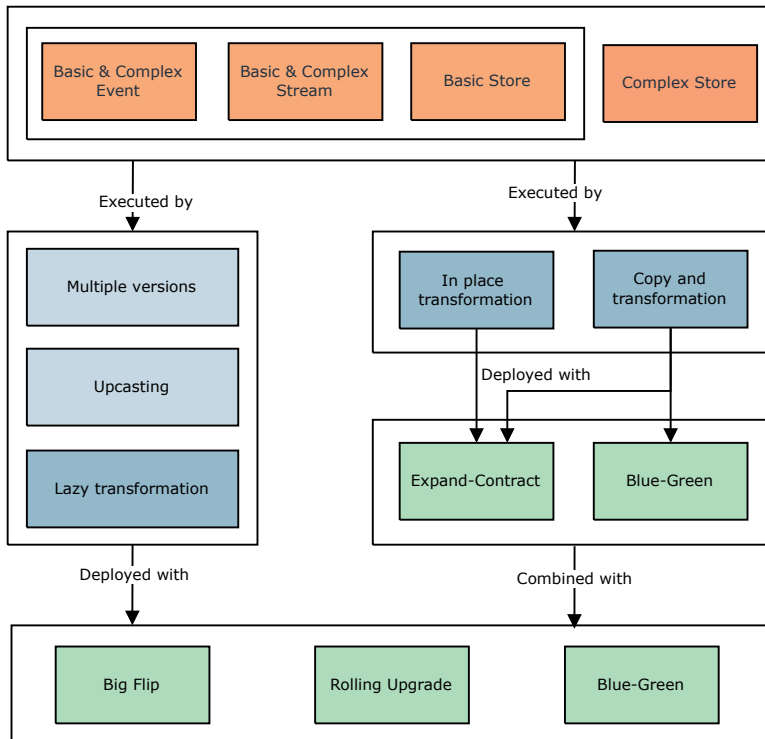 Basic & Complex
Event
Basic & Complex
Stream
Basic Store
Complex Store
Executed by
Executed by
Multiple versions
Upcasting
Lazy transformation
In place
transformation
Copy and
transformation
Deployed with
Expand-Contract
Blue-Green
Deployed with
Combined with
Big Flip
Rolling Upgrade
Blue-Green